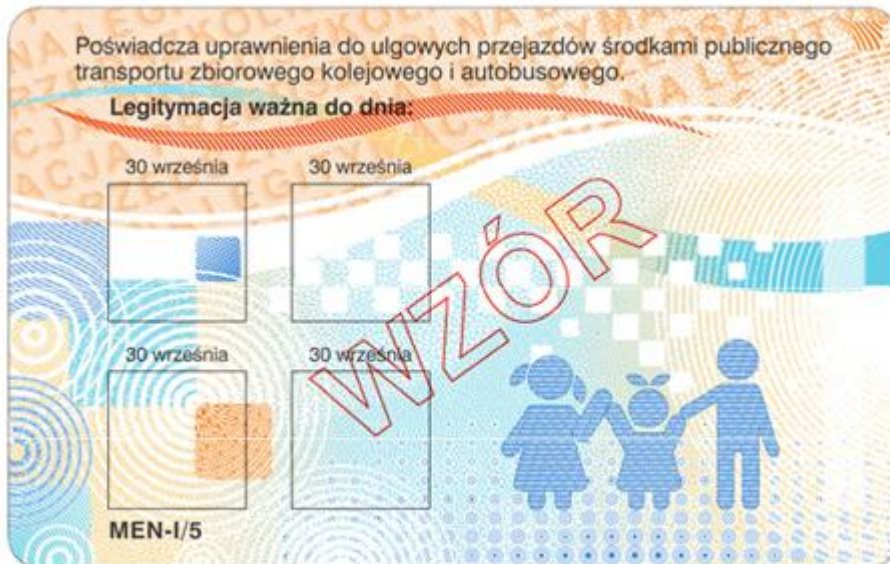 Poświadcza uprawnienia do ulgowych przejazdów środkami publicznego
transportu zbiorowego kolejowego i autobusowego.
Legitymacja ważna do dnia:
30 września 30 września
WZÓR
30 września 30 września
MEN-I/5